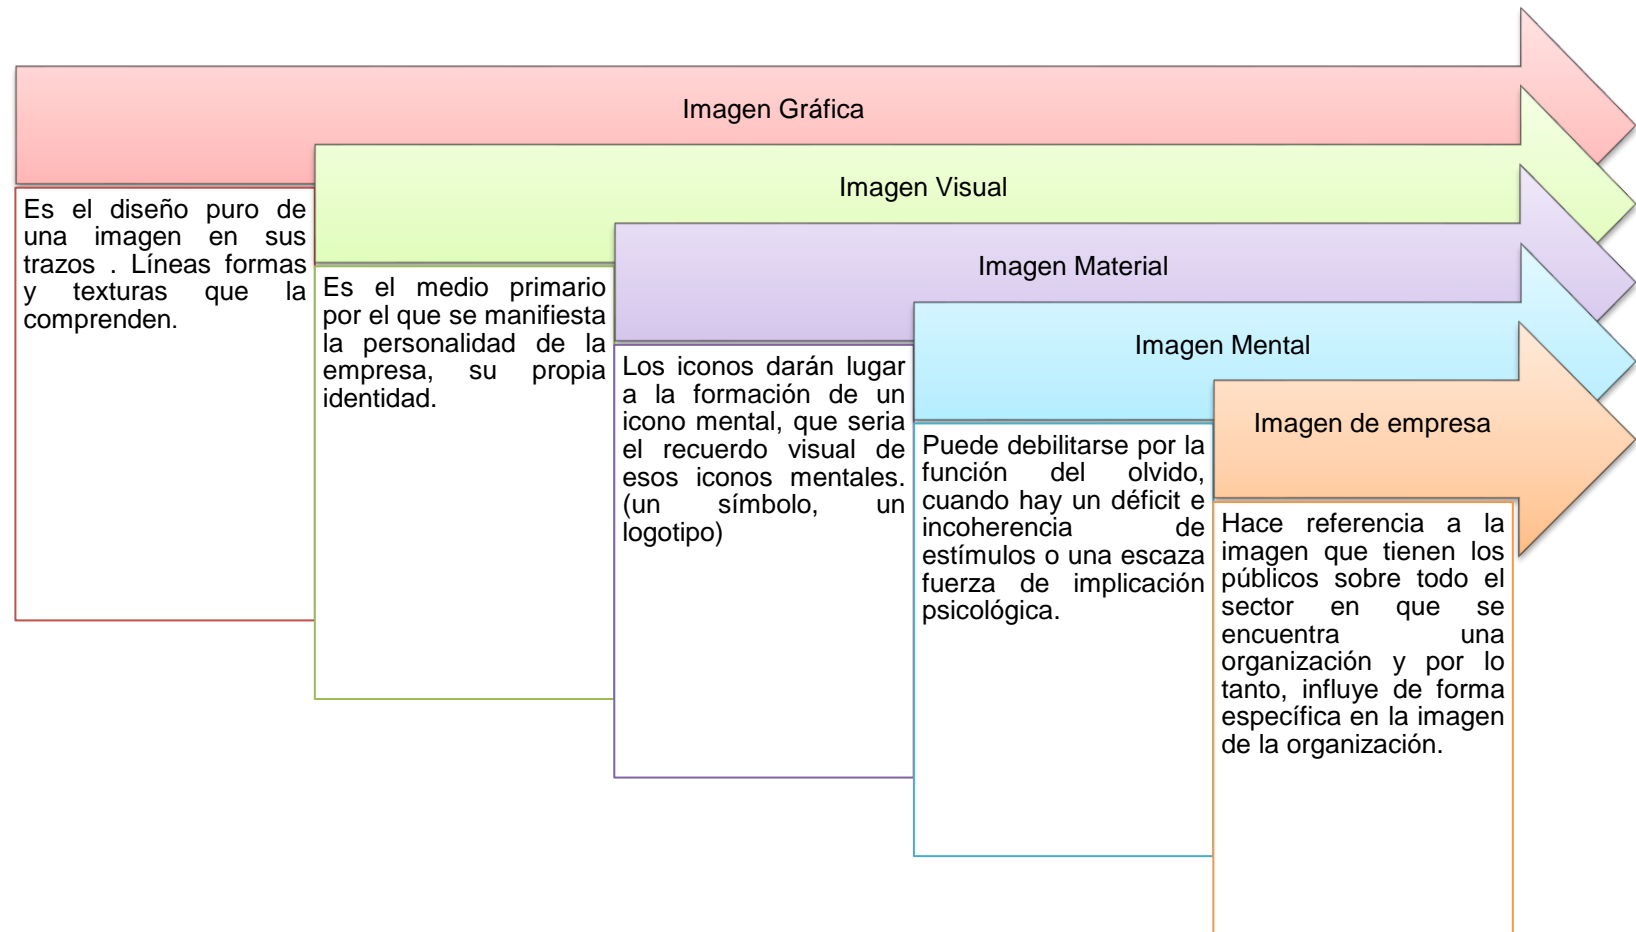 Imagen Gráfica
Es el diseño puro de
una imagen en sus
trazos . Líneas formas
y texturas que la
comprenden.
Imagen Visual
Es el medio primario
por el que se manifiesta
la personalidad de la
empresa, su propia
identidad.
Imagen Material
Los iconos darán lugar
a la formación de un
icono mental, que seria
el recuerdo visual de
esos iconos mentales.
(un símbolo, un
logotipo)
Imagen Mental
Puede debilitarse por la
función del olvido,
cuando hay un déficit e
incoherencia de
estímulos o una escaza
fuerza de implicación
psicológica.
Imagen de empresa
Hace referencia a la
imagen que tienen los
públicos sobre todo el
sector en que se
encuentra una
organización y por lo
tanto, influye de forma
específica en la imagen
de la organización.